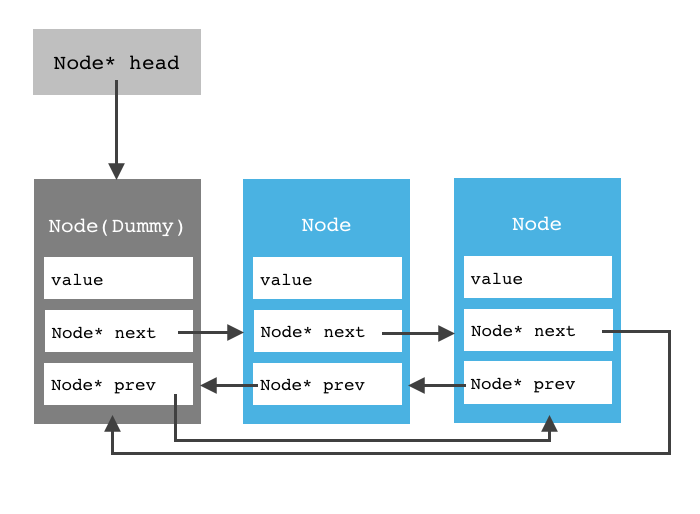 Node* head
Node(Dummy)
value
Node* next
Node* prev
Node
value
Node* next
Node* prev
Node
value
Node* next
Node* prev